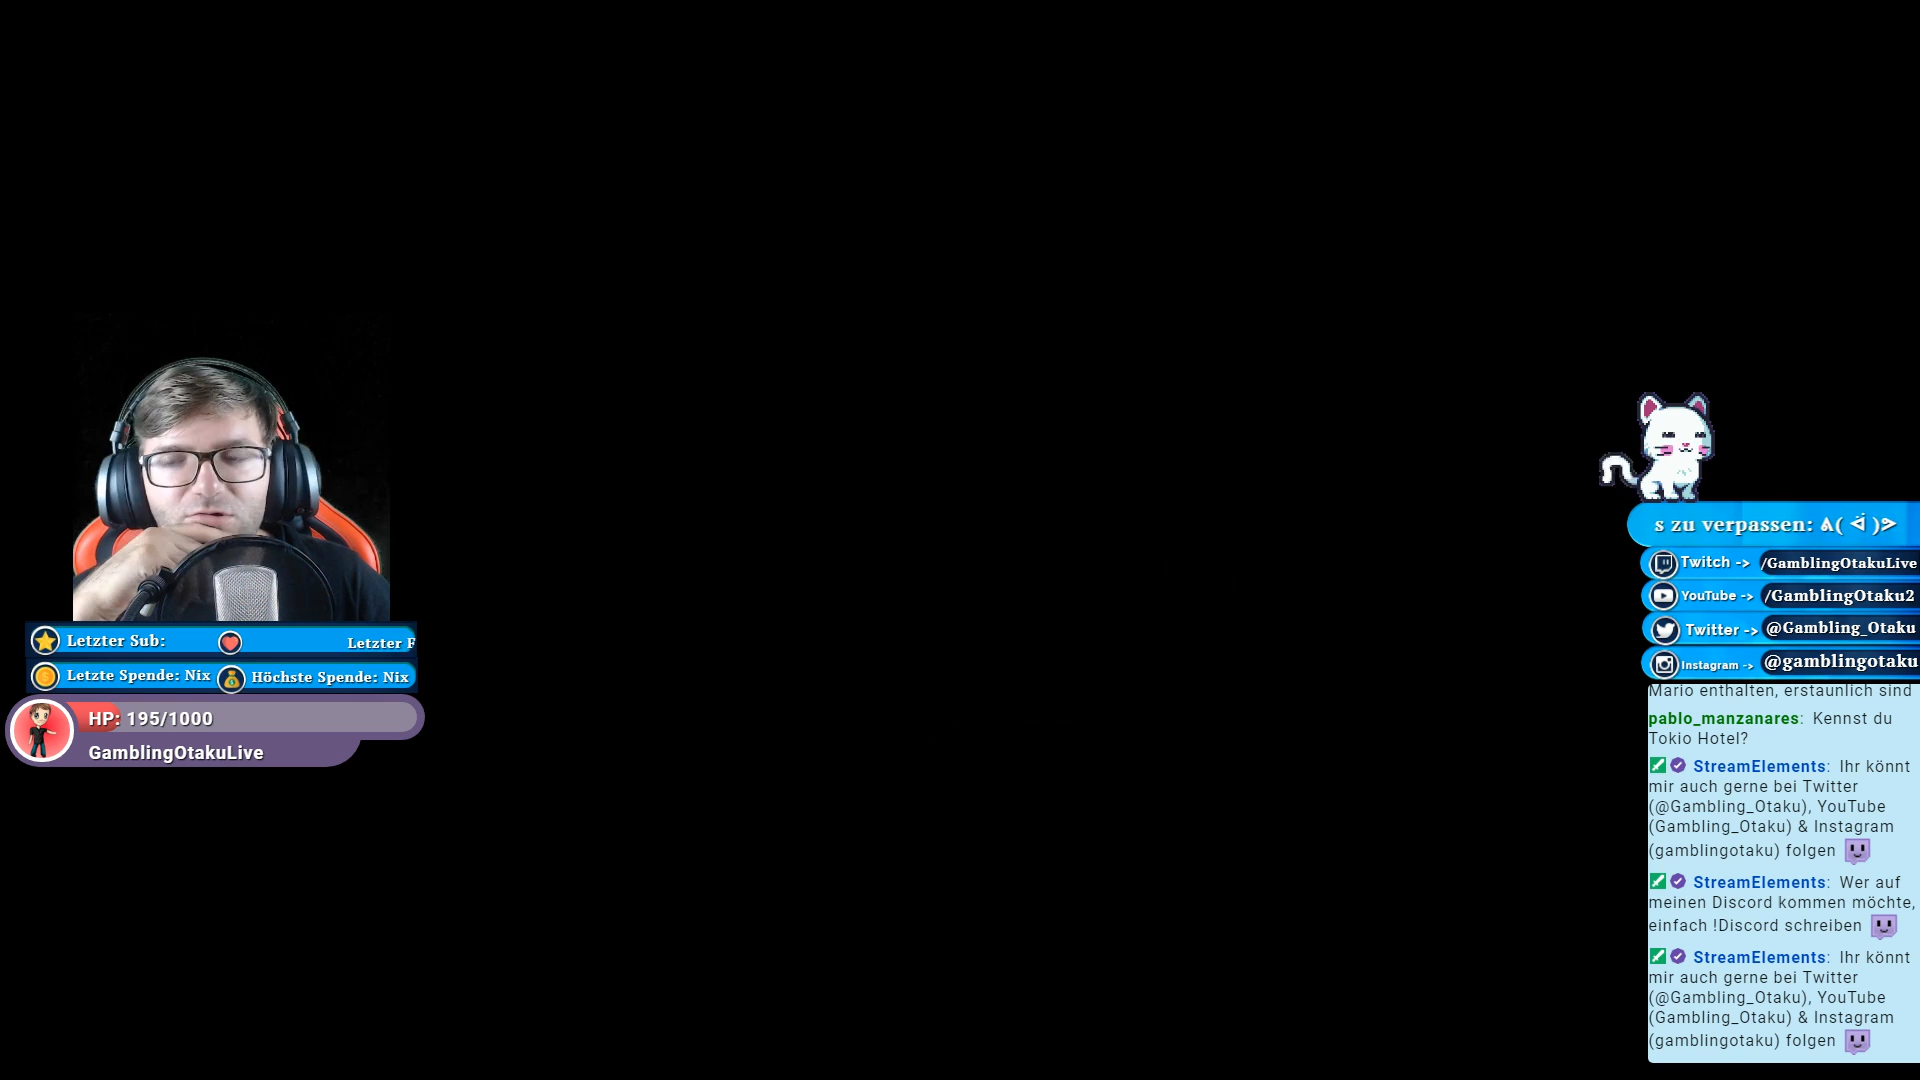 Letzter Sub:
Letzter F
Letzte Spende: Nix
Höchste Spende: Nix
HP: 195/1000
GamblingOtakuLive
s zu verpassen: ᕕ( ᐛ )ᕗ
Twitch -> /GamblingOtakuLive
YouTube -> /GamblingOtaku2
Twitter -> @Gambling_Otaku
Instagram -> @gamblingotaku
Mario enthalten, erstaunlich sind
pablo_manzanares: Kennst du
Tokio Hotel?
StreamElements: Ihr könnt
mir auch gerne bei Twitter
(@Gambling_Otaku), YouTube
(Gambling_Otaku) & Instagram
(gamblingotaku) folgen
StreamElements: Wer auf
meinen Discord kommen möchte,
einfach !Discord schreiben
StreamElements: Ihr könnt
mir auch gerne bei Twitter
(@Gambling_Otaku), YouTube
(Gambling_Otaku) & Instagram
(gamblingotaku) folgen